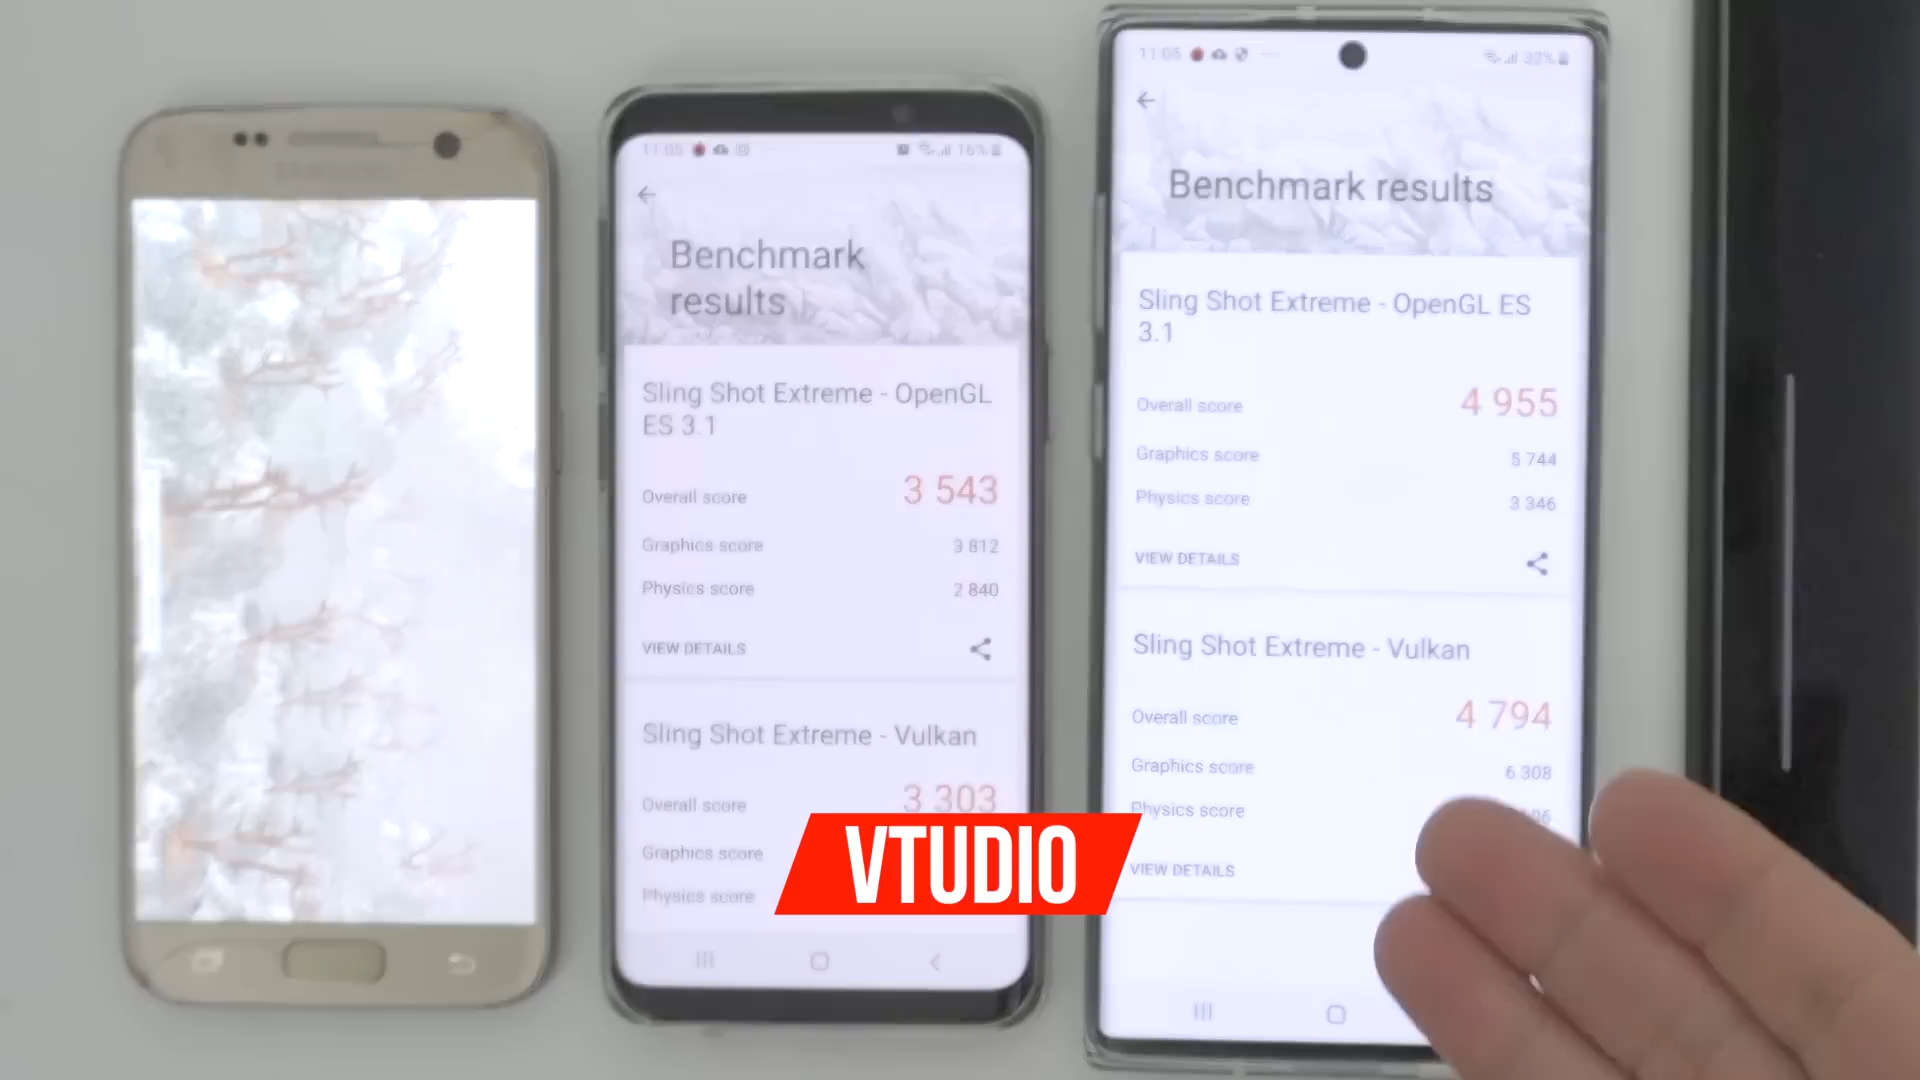 SAMSUNG
11:05
16%
Benchmark
results
Sling Shot Extreme - OpenGL
ES 3.1
Overall score 3 543
Graphics score 3 812
Physics score 2 840
VIEW DETAILS
Sling Shot Extreme - Vulkan
Overall score 3 303
Graphics score
Physics score
11:05
32%
Benchmark results
Sling Shot Extreme - OpenGL ES
3.1
Overall score 4 955
Graphics score 5 744
Physics score 3 346
VIEW DETAILS
Sling Shot Extreme - Vulkan
Overall score 4 794
Graphics score 6 308
Physics score
VIEW DETAILS
VTUDIO